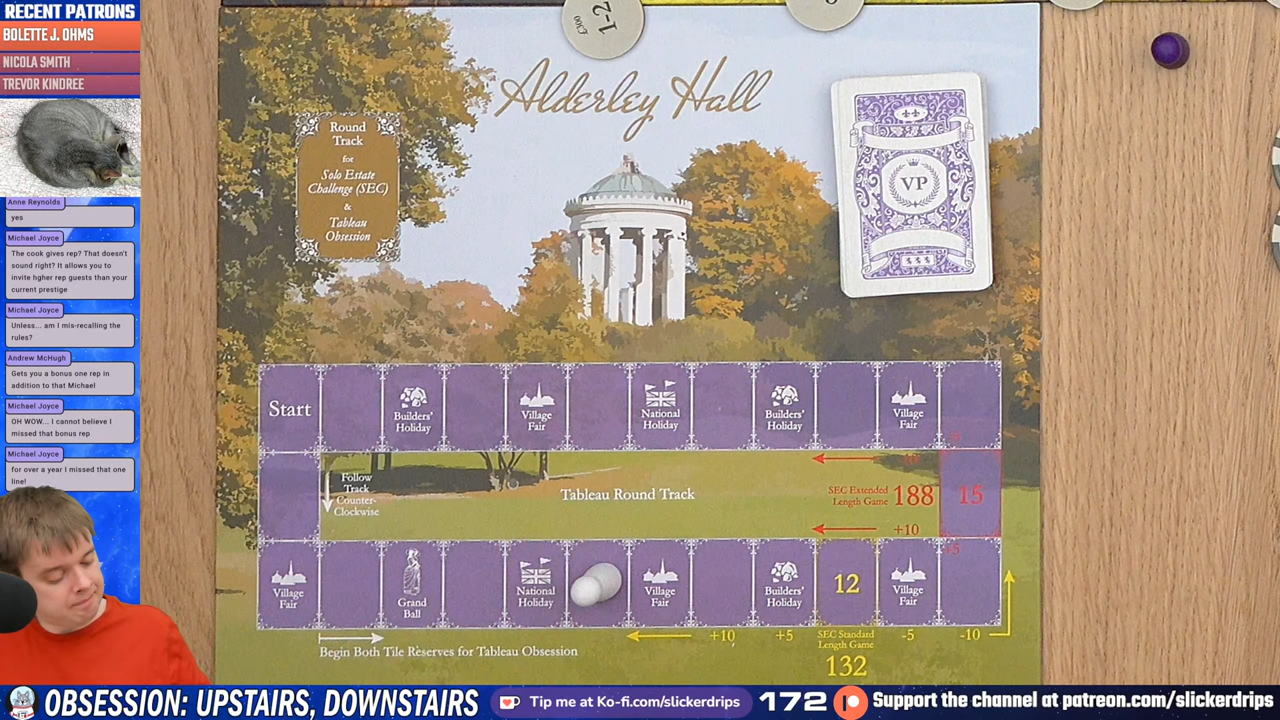 RECENT PATRONS
BOLETTE J. OHMS
NICOLA SMITH
TREVOR KINDREE
Anne Reynolds
yes
Michael Joyce
The cook gives rep? That doesn't
sound right? It allows you to
invite hgher rep guests than your
current prestige
Michael Joyce
Unless... am I mis-recalling the
rules?
Andrew McHugh
Gets you a bonus one rep in
addition to that Michael
Michael Joyce
OH WOW... I cannot believe I
missed that bonus rep
Michael Joyce
for over a year I missed that one
line!
1-2
£300
Alderley Hall
Round
Track
for
Solo Estate
Challenge (SEC)
&
Tableau
Obsession
VP
Start
Builders'
Holiday
Village
Fair
National
Holiday
Builders'
Holiday
Village
Fair
Follow
Track
Counter-
Clockwise
Tableau Round Track
SEC Extended
Length Game
188
15
+10
+5
Village
Fair
Grand
Ball
National
Holiday
Village
Fair
Builders'
Holiday
12
Village
Fair
Begin Both Tile Reserves for Tableau Obsession
+10
+5
SEC Standard
Length Game
132
-5
-10
OBSESSION: UPSTAIRS, DOWNSTAIRS
Tip me at Ko-fi.com/slickerdrips
172
Support the channel at patreon.com/slickerdrips